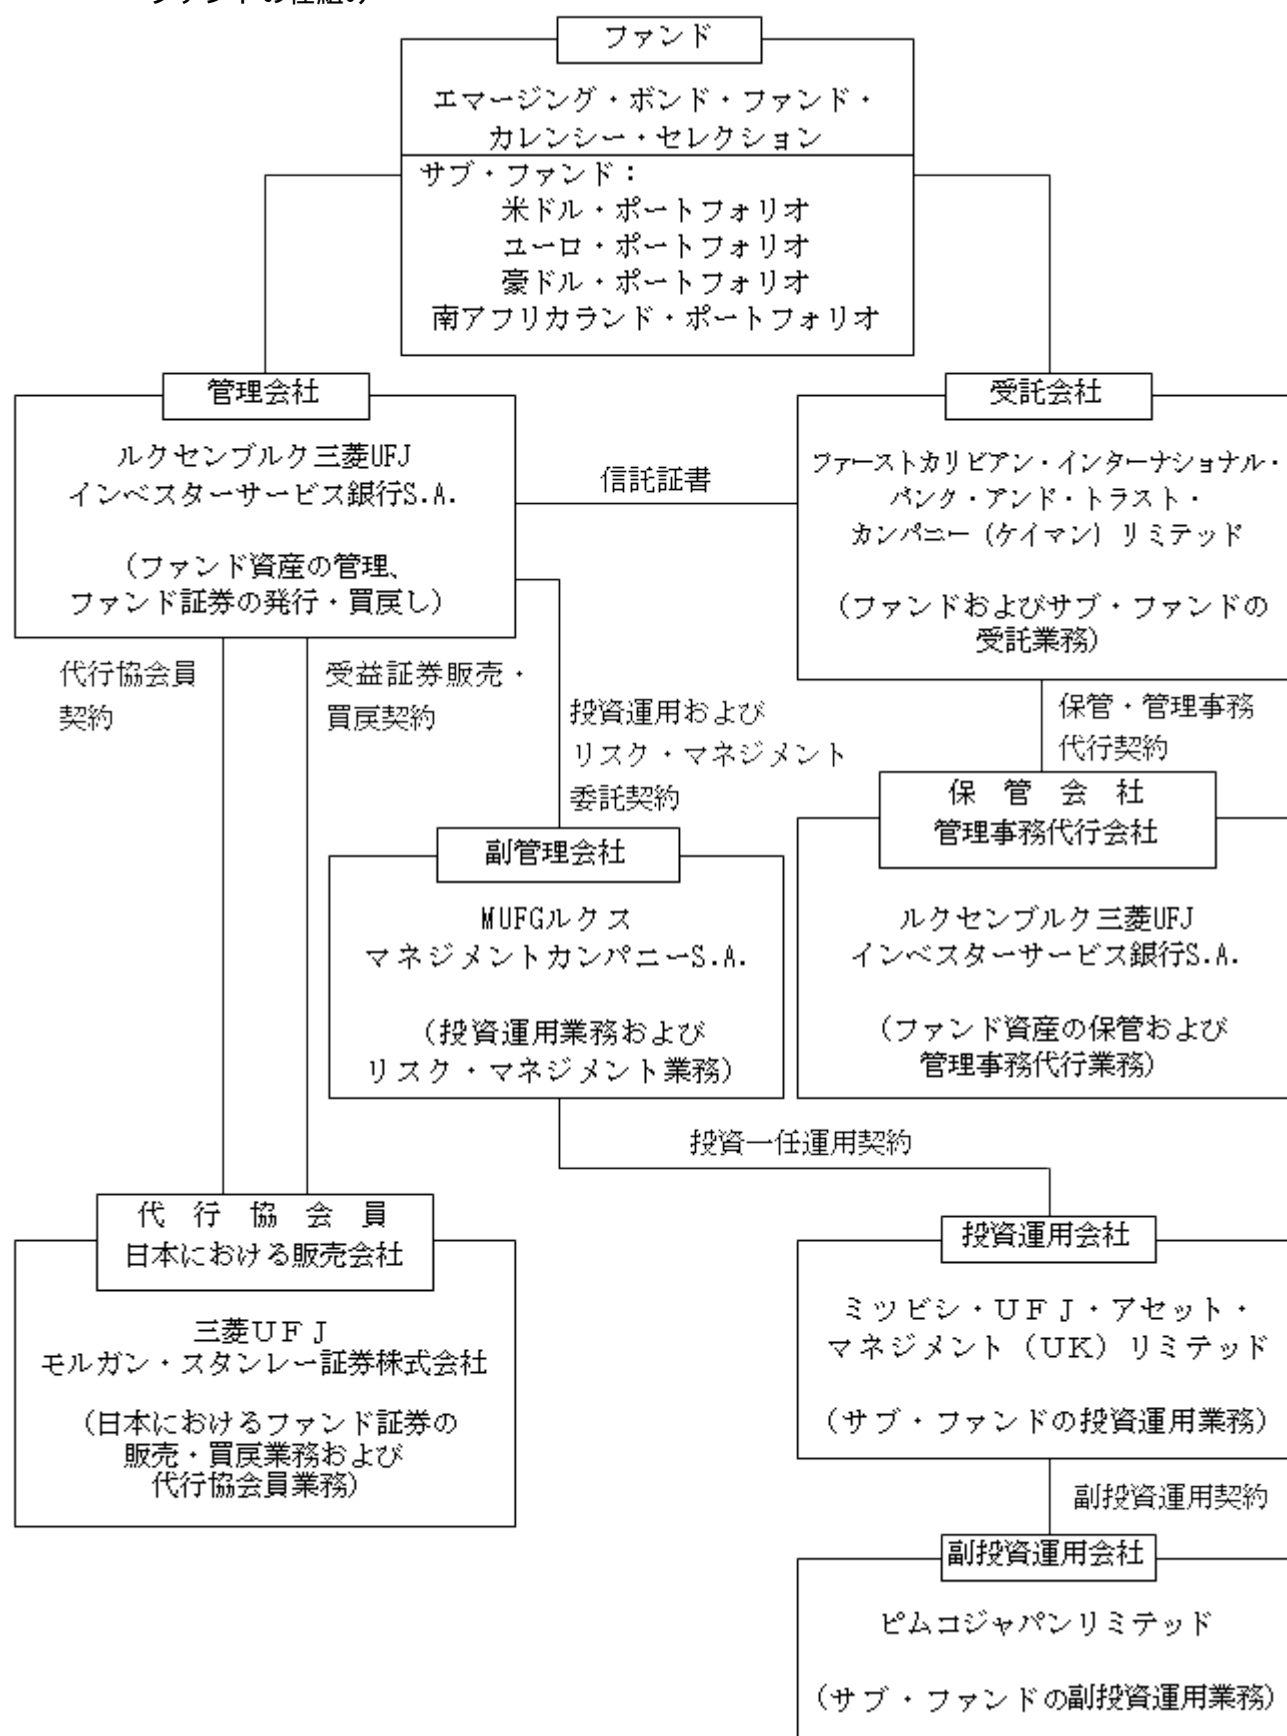 ファンドの仕組み
ファンド
エマージング・ボンド・ファンド・
カレンシー・セレクション
サブ・ファンド：
米ドル・ポートフォリオ
ユーロ・ポートフォリオ
豪ドル・ポートフォリオ
南アフリカランド・ポートフォリオ
管理会社
ルクセンブルク三菱UFJ
インベスターサービス銀行S.A.
（ファンド資産の管理、
ファンド証券の発行・買戻し）
信託証書
受託会社
ファーストカリビアン・インターナショナル・
バンク・アンド・トラスト・
カンパニー（ケイマン）リミテッド
（ファンドおよびサブ・ファンドの
受託業務）
代行協会員
契約
受益証券販売・
買戻契約
投資運用および
リスク・マネジメント
委託契約
保管・管理事務
代行契約
副管理会社
MUFGルクス
マネジメントカンパニーS.A.
（投資運用業務および
リスク・マネジメント業務）
保管会社
管理事務代行会社
ルクセンブルク三菱UFJ
インベスターサービス銀行S.A.
（ファンド資産の保管および
管理事務代行業務）
投資一任運用契約
代行協会員
日本における販売会社
三菱ＵＦＪ
モルガン・スタンレー証券株式会社
（日本におけるファンド証券の
販売・買戻業務および
代行協会員業務）
投資運用会社
ミツビシ・ＵＦＪ・アセット・
マネジメント（UK）リミテッド
（サブ・ファンドの投資運用業務）
副投資運用契約
副投資運用会社
ピムコジャパンリミテッド
（サブ・ファンドの副投資運用業務）